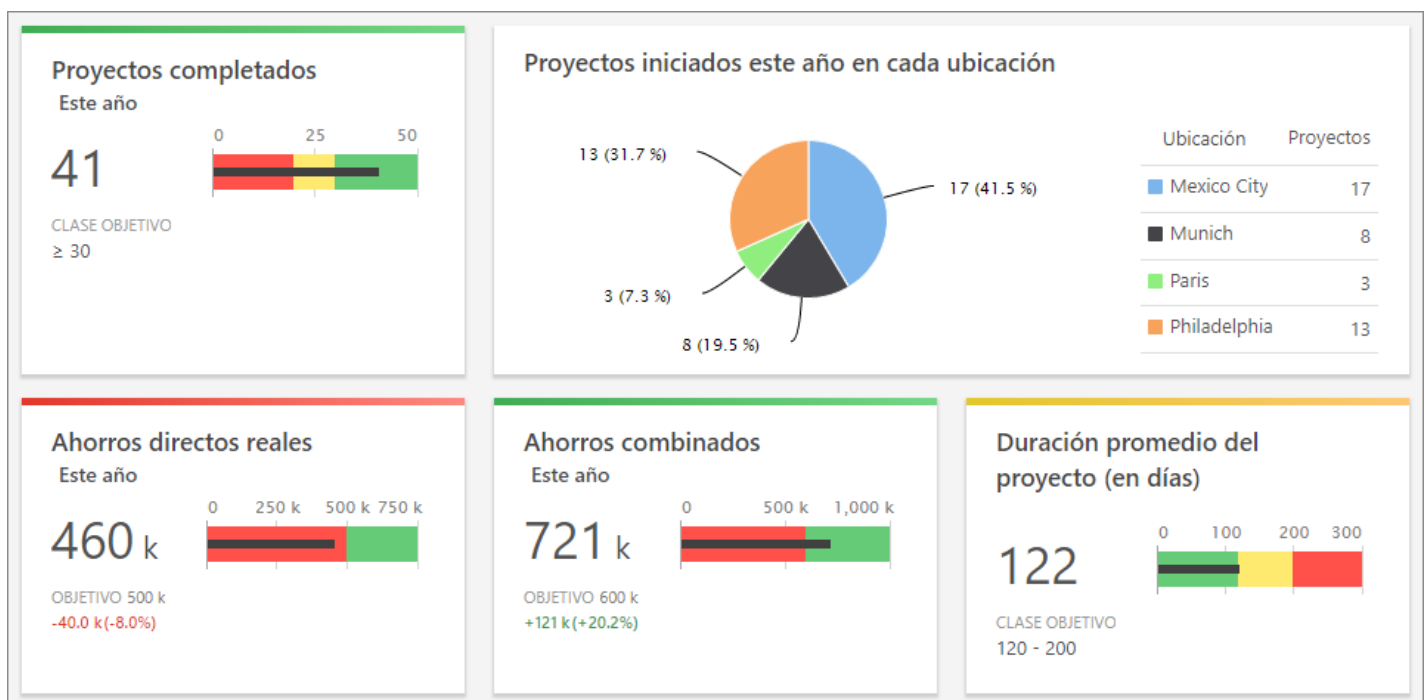 Proyectos completados
Este año
0 25 50
41
CLASE OBJETIVO
≥ 30
Proyectos iniciados este año en cada ubicación
13 (31.7 %)
17 (41.5 %)
3 (7.3 %)
8 (19.5 %)
Ubicación Proyectos
Mexico City 17
Munich 8
Paris 3
Philadelphia 13
Ahorros directos reales
Este año
0 250 k 500 k 750 k
460 k
OBJETIVO 500 k
-40.0 k (-8.0%)
Ahorros combinados
Este año
0 500 k 1,000 k
721 k
OBJETIVO 600 k
+121 k (+20.2%)
Duración promedio del
proyecto (en días)
0 100 200 300
122
CLASE OBJETIVO
120 - 200